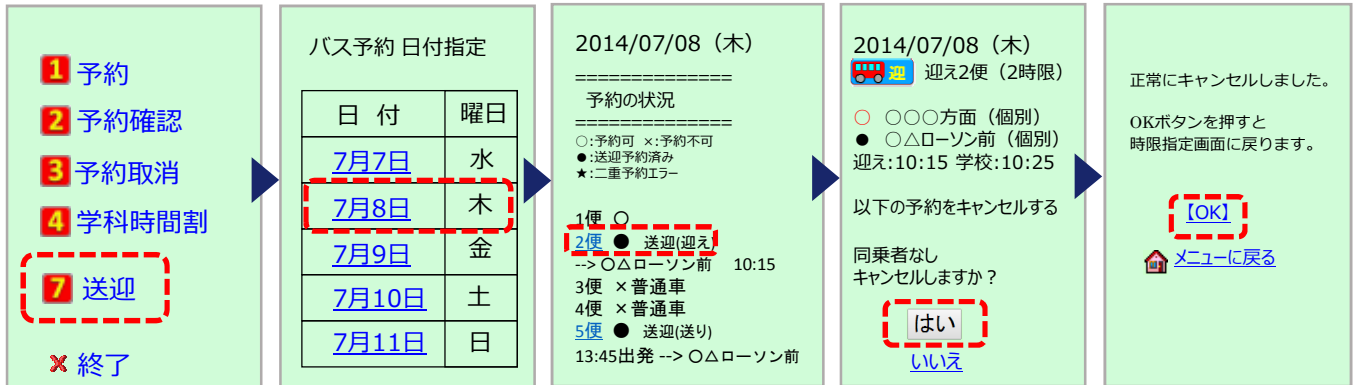 1 予約
2 予約確認
3 予約取消
4 学科時間割
7 送迎
× 終了
バス予約 日付指定
日 付 曜日
7月7日 水
7月8日 木
7月9日 金
7月10日 土
7月11日 日
2014/07/08（木）
==============
予約の状況
==============
○:予約可 ×:予約不可
●:送迎予約済み
★:二重予約エラー
1便 ○
2便 ● 送迎(迎え)
--> ○△ローソン前 10:15
3便 ×普通車
4便 ×普通車
5便 ● 送迎(送り)
13:45出発 --> ○△ローソン前
2014/07/08（木）
迎 迎え2便（2時限）
○ ○○○方面（個別）
● ○△ローソン前（個別）
迎え:10:15 学校:10:25
以下の予約をキャンセルする
同乗者なし
キャンセルしますか？
はい
いいえ
正常にキャンセルしました。
OKボタンを押すと
時限指定画面に戻ります。
【OK】
メニューに戻る